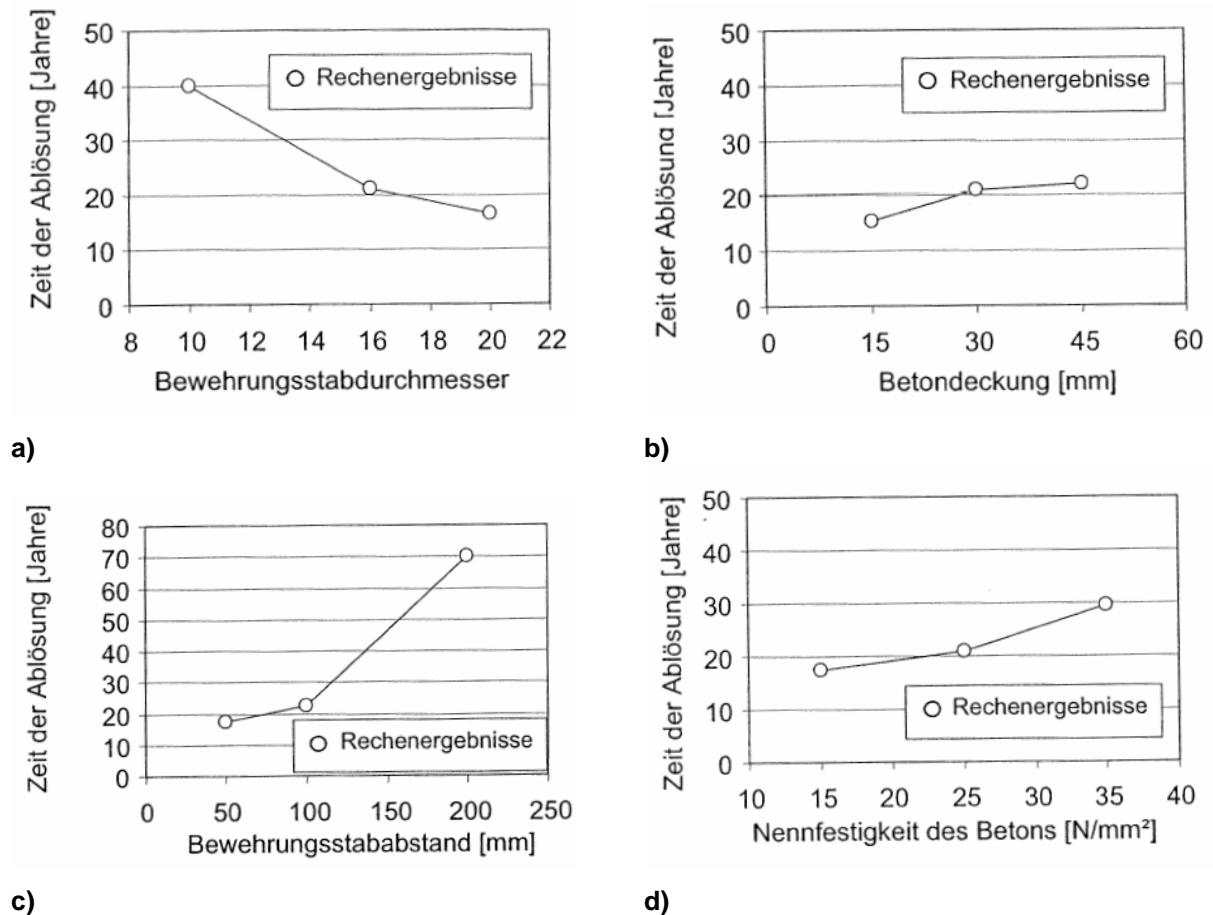 50
40
30
20
10
0
Zeit der Ablösung [Jahre]
Rechenergebnisse
8 10 12 14 16 18 20 22
Bewehrungsstabdurchmesser
a)
50
40
30
20
10
0
Zeit der Ablösung [Jahre]
Rechenergebnisse
0 15 30 45 60
Betondeckung [mm]
b)
80
70
60
50
40
30
20
10
0
Zeit der Ablösung [Jahre]
Rechenergebnisse
0 50 100 150 200 250
Bewehrungsstababstand [mm]
c)
50
40
30
20
10
0
Zeit der Ablösung [Jahre]
Rechenergebnisse
10 15 20 25 30 35 40
Nennfestigkeit des Betons [N/mm²]
d)